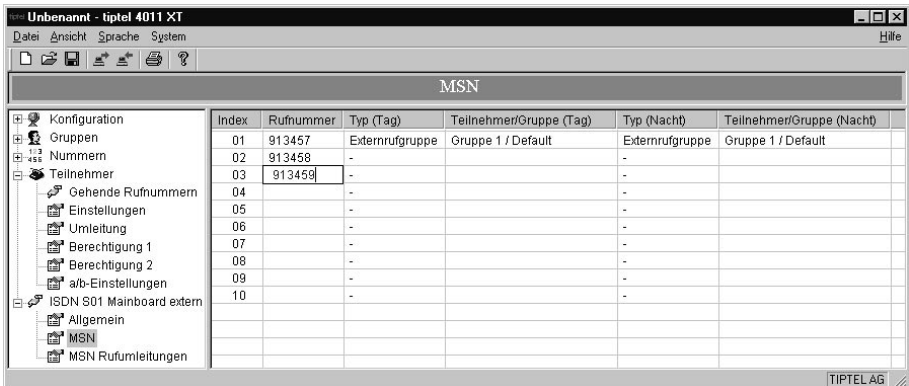 tiptel Unbenannt - tiptel 4011 XT
Datei Ansicht Sprache System Hilfe
MSN
Konfiguration
Gruppen
Nummern
Teilnehmer
Gehende Rufnummern
Einstellungen
Umleitung
Berechtigung 1
Berechtigung 2
a/b-Einstellungen
ISDN S01 Mainboard extern
Allgemein
MSN
MSN Rufumleitungen
Index Rufnummer Typ (Tag) Teilnehmer/Gruppe (Tag) Typ (Nacht) Teilnehmer/Gruppe (Nacht)
01 913457 Externrufgruppe Gruppe 1 / Default Externrufgruppe Gruppe 1 / Default
02 913458 - -
03 913459 - -
04 - -
05 - -
06 - -
07 - -
08 - -
09 - -
10 - -
TIPTEL AG